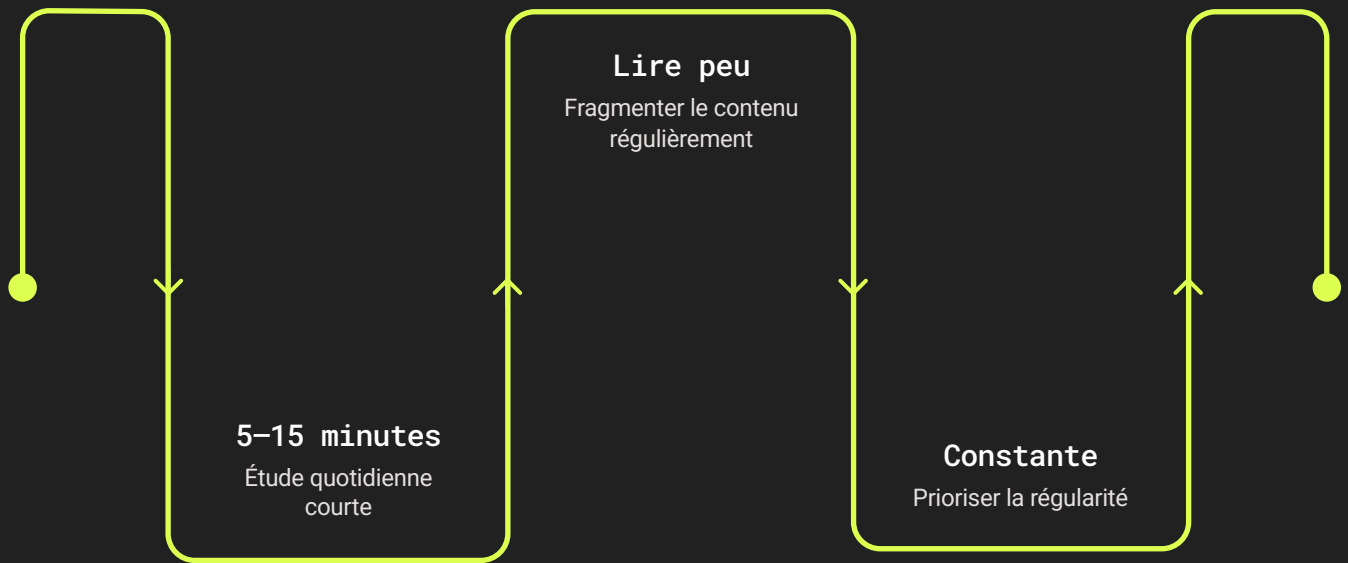 5–15 minutes
Étude quotidienne
courte
Lire peu
Fragmenter le contenu
régulièrement
Constante
Prioriser la régularité